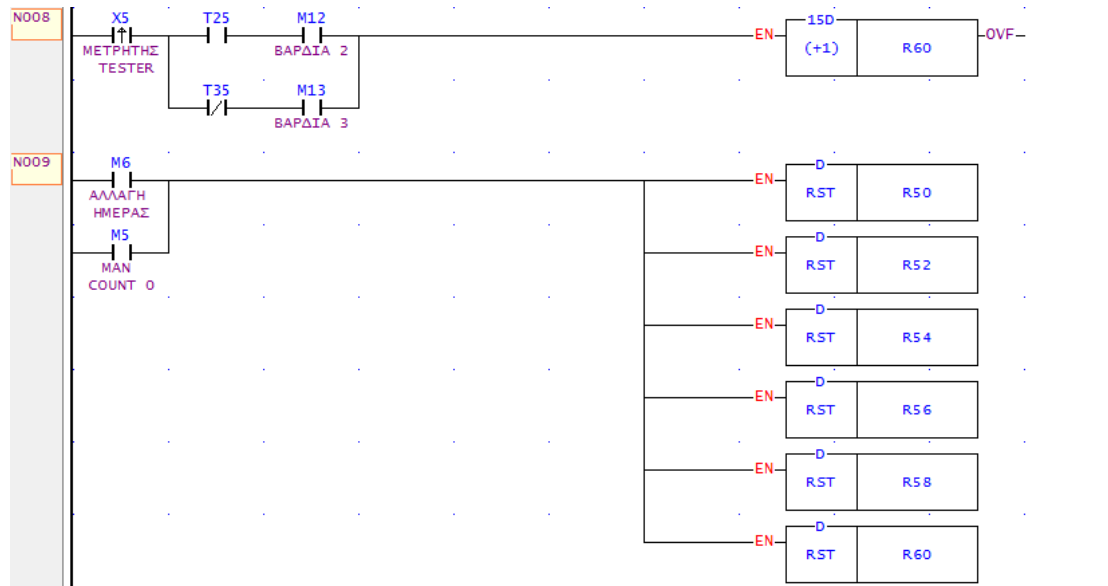 N008
X5 T25 M12
ΜΕΤΡΗΤΗΣ TESTER
ΒΑΡΔΙΑ 2
EN 15D (+1) R60 OVF
T35 M13
ΒΑΡΔΙΑ 3
N009
M6
ΑΛΛΑΓΗ ΗΜΕΡΑΣ
EN D RST R50
M5
MAN COUNT 0
EN D RST R52
EN D RST R54
EN D RST R56
EN D RST R58
EN D RST R60